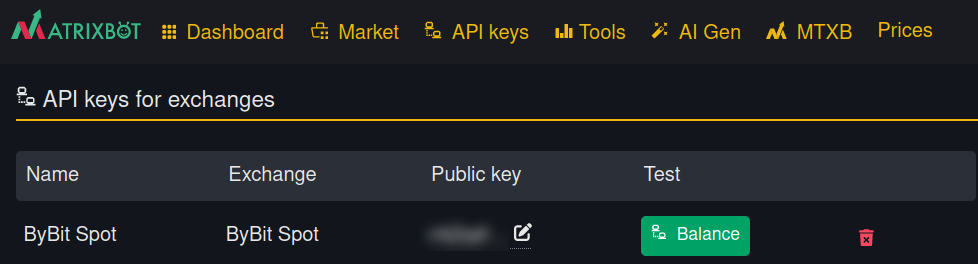 MATRIXBOT Dashboard Market API keys Tools AI Gen MTXB Prices
API keys for exchanges
Name Exchange Public key Test
ByBit Spot ByBit Spot Balance